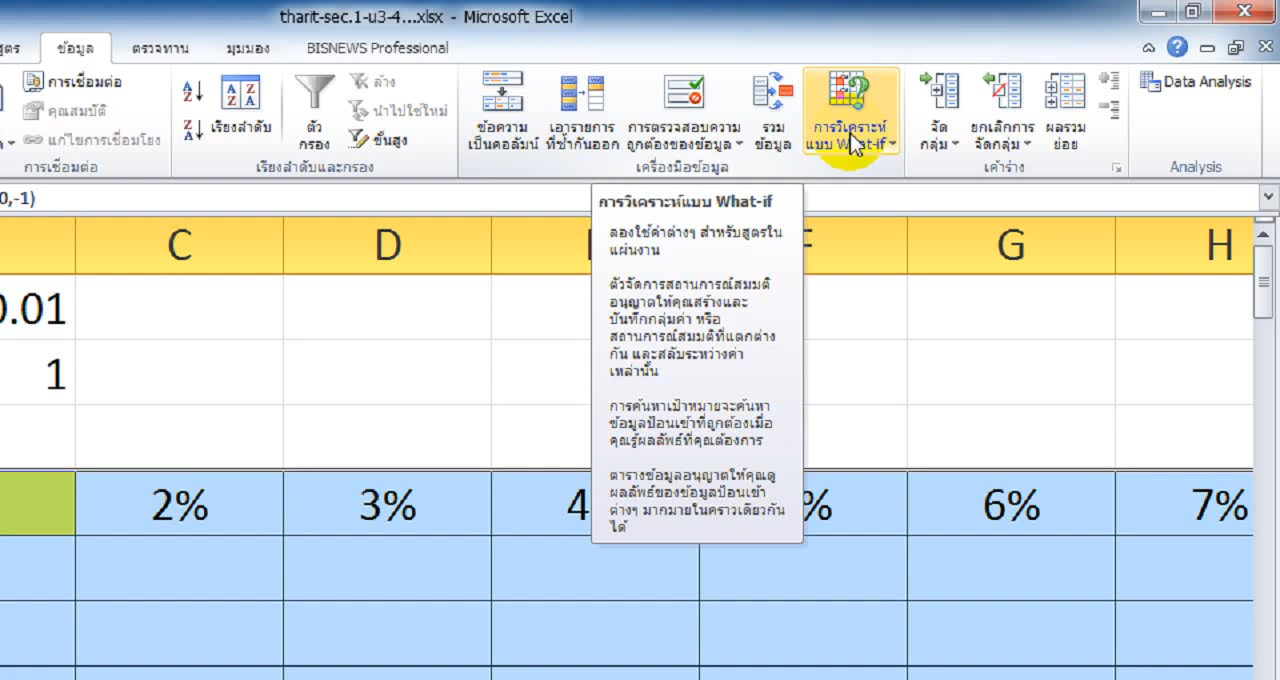 tharit-sec.1-u3-4...xlsx - Microsoft Excel
ูตร ข้อมูล ตรวจทาน มุมมอง BISNEWS Professional
การเชื่อมต่อ
คุณสมบัติ
แก้ไขการเชื่อมโยง
การเชื่อมต่อ
เรียงลำดับ
ตัว
กรอง
ล้าง
นำไปใช้ใหม่
ขั้นสูง
เรียงลำดับและกรอง
ข้อความ
เป็นคอลัมน์
เอารายการ
ที่ซ้ำกันออก
การตรวจสอบความ
ถูกต้องของข้อมูล
รวม
ข้อมูล
การวิเคราะห์
แบบ What-if
เครื่องมือข้อมูล
จัด
กลุ่ม
ยกเลิกการ
จัดกลุ่ม
ผลรวม
ย่อย
เค้าร่าง
Data Analysis
Analysis
0,-1)
การวิเคราะห์แบบ What-if
ลองใช้ค่าต่างๆ สำหรับสูตรใน
แผ่นงาน
ตัวจัดการสถานการณ์สมมติ
อนุญาตให้คุณสร้างและ
บันทึกกลุ่มค่า หรือ
สถานการณ์สมมติที่แตกต่าง
กัน และสลับระหว่างค่า
เหล่านั้น
การค้นหาเป้าหมายจะค้นหา
ข้อมูลป้อนเข้าที่ถูกต้องเมื่อ
คุณรู้ผลลัพธ์ที่คุณต้องการ
ตารางข้อมูลอนุญาตให้คุณดู
ผลลัพธ์ของข้อมูลป้อนเข้า
ต่างๆ มากมายในคราวเดียวกัน
ได้
C D F G H
0.01
1
2% 3% 4 % 6% 7%